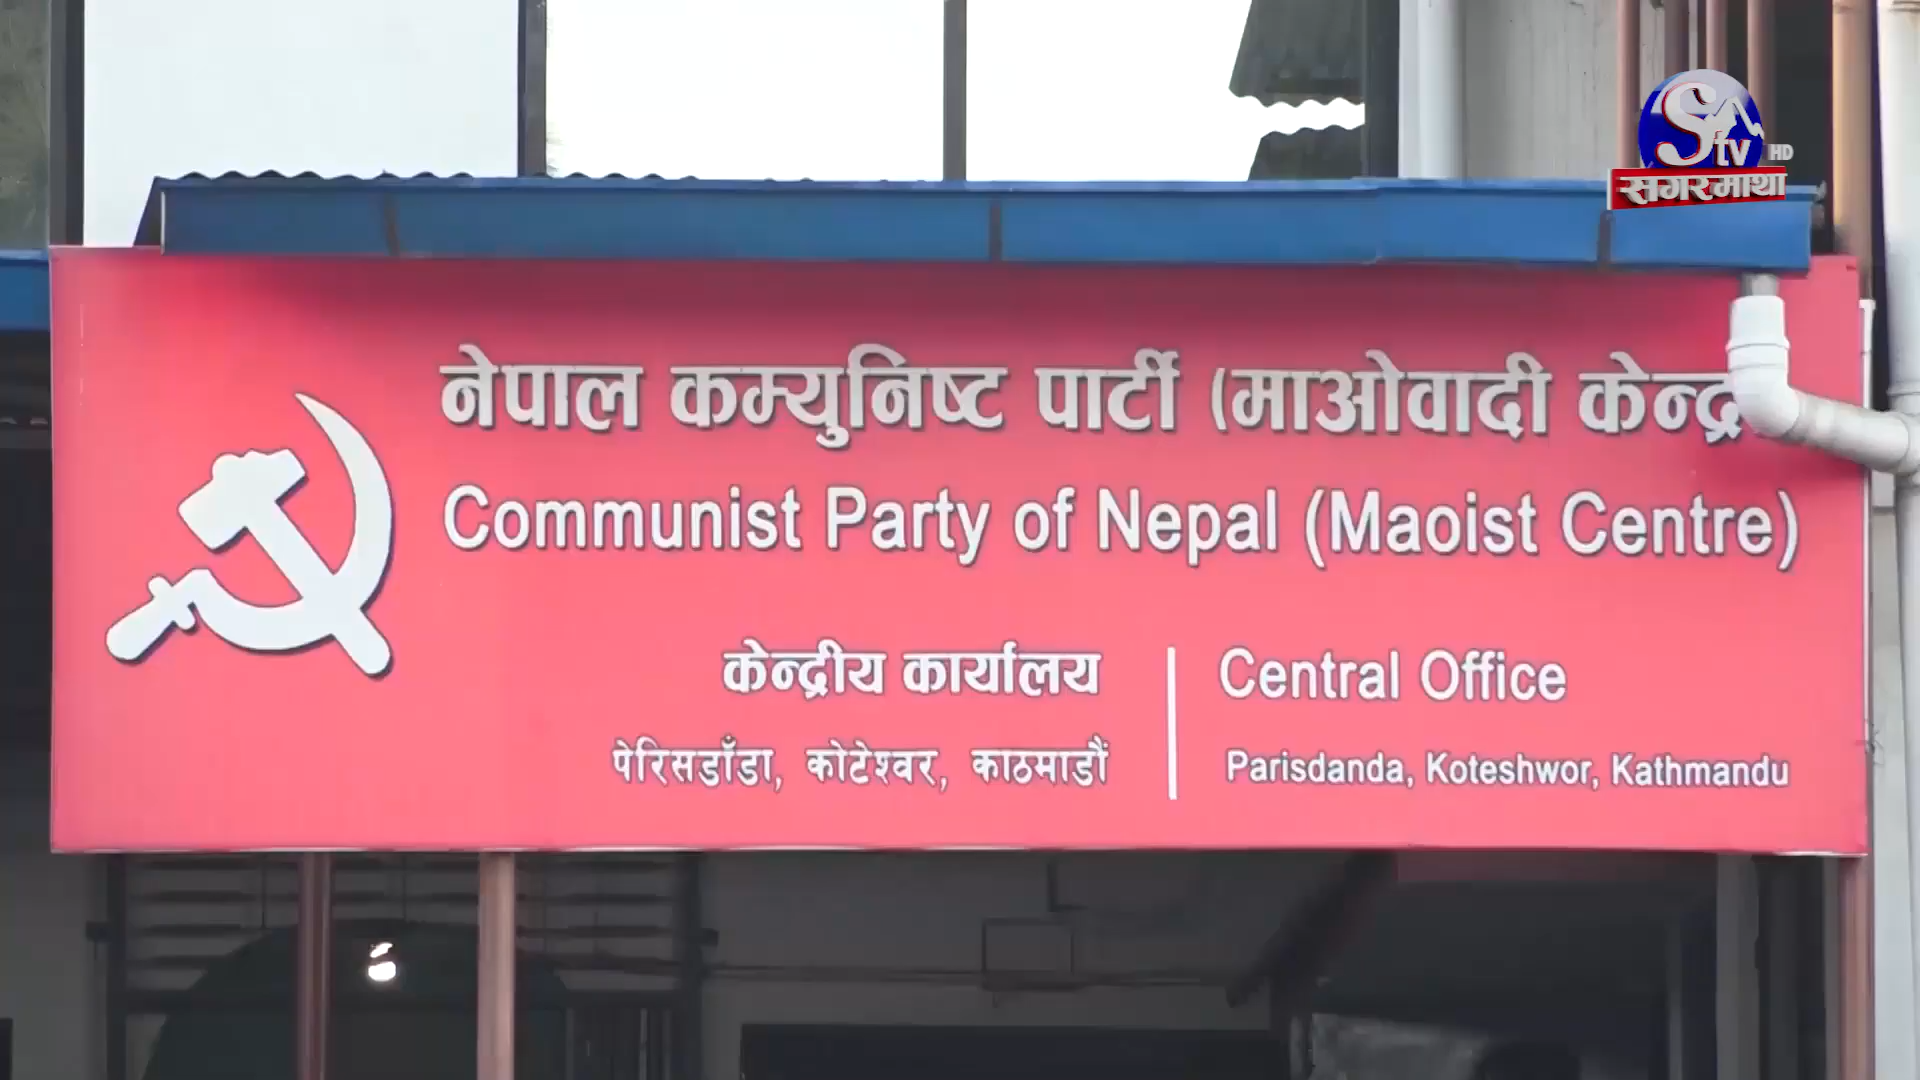 STV HD
सगरमाथा
नेपाल कम्युनिष्ट पार्टी (माओवादी केन्द्र
Communist Party of Nepal (Maoist Centre)
केन्द्रीय कार्यालय
पेरिसडाँडा, कोटेश्वर, काठमाडौं
Central Office
Parisdanda, Koteshwor, Kathmandu